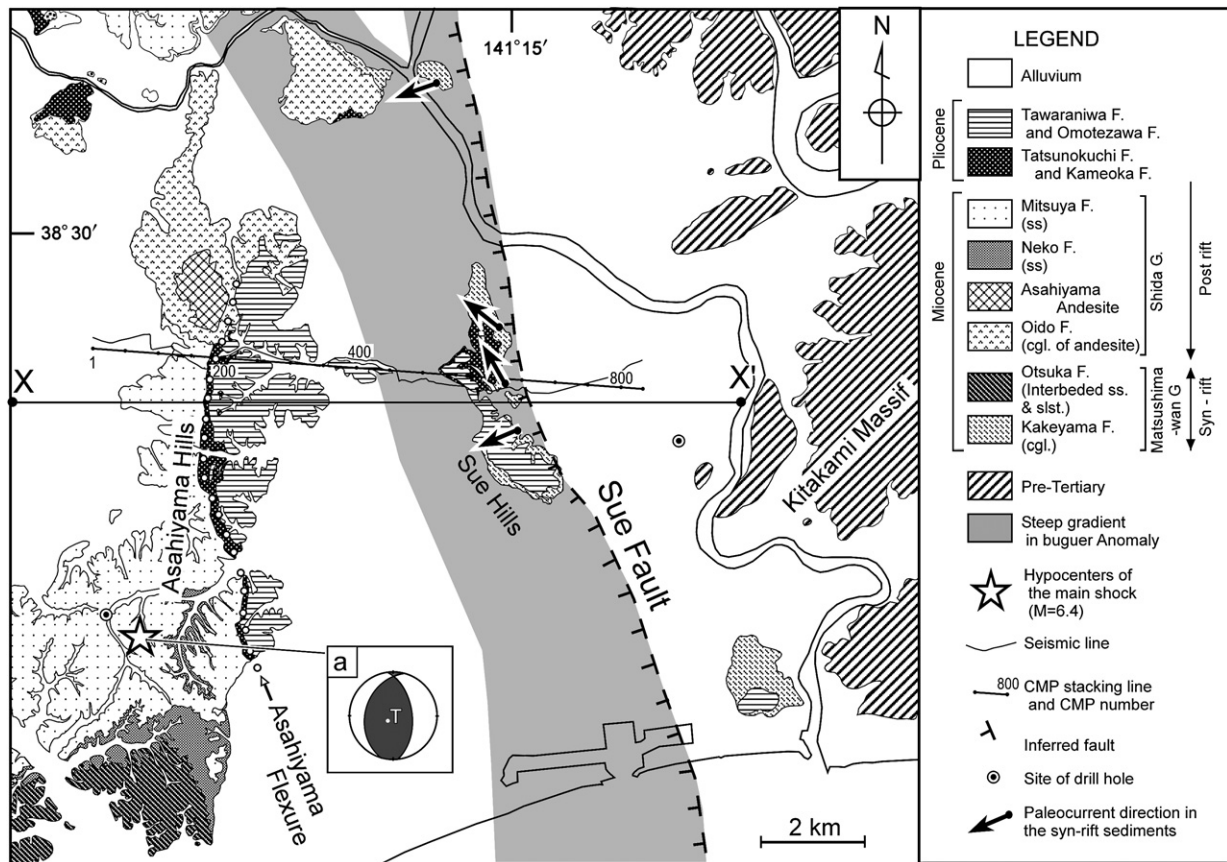 141° 15′
38° 30′
N
1
200
400
800
X
X'
Asahiyama Hills
Sue Hills
Sue Fault
Kitakami Massif
a
T
Asahiyama
Flexure
2 km
LEGEND
Alluvium
Pliocene
Tawaraniwa F.
and Omotezawa F.
Tatsunokuchi F.
and Kameoka F.
Miocene
Mitsuya F.
(ss)
Neko F.
(ss)
Asahiyama
Andesite
Oido F.
(cgl. of andesite)
Shida G.
Post rift
Otsuka F.
(Interbeded ss.
& slst.)
Kakeyama F.
(cgl.)
Matsushima
-wan G
Syn - rift
Pre-Tertiary
Steep gradient
in buguer Anomaly
Hypocenters of
the main shock
(M=6.4)
Seismic line
800
CMP stacking line
and CMP number
Inferred fault
Site of drill hole
Paleocurrent direction in
the syn-rift sediments